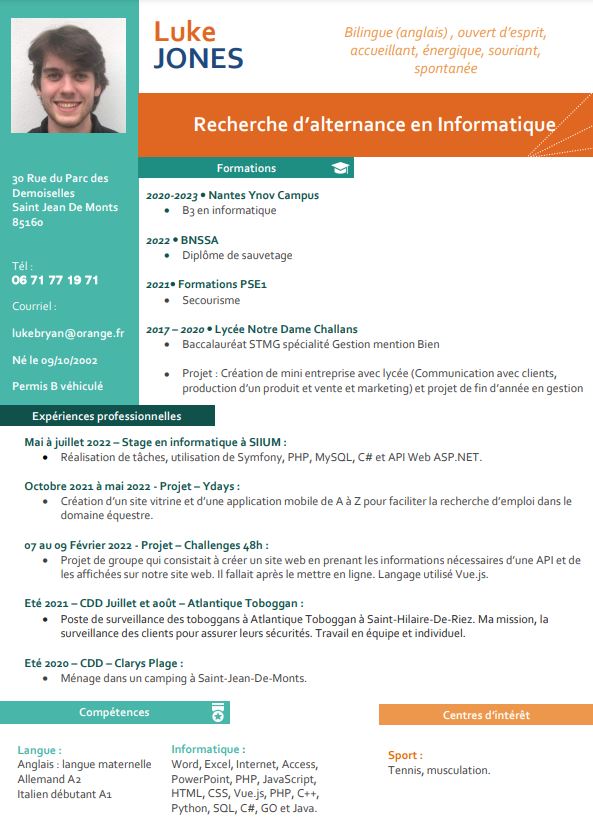 Luke
JONES
Bilingue (anglais) , ouvert d'esprit,
accueillant, énergique, souriant,
spontanée
Recherche d'alternance en Informatique
30 Rue du Parc des
Demoiselles
Saint Jean De Monts
85160
Tél :
06 71 77 19 71
Courriel :
lukebryan@orange.fr
Né le 09/10/2002
Permis B véhiculé
Formations
2020-2023 • Nantes Ynov Campus
• B3 en informatique
2022 • BNSSA
• Diplôme de sauvetage
2021• Formations PSE1
• Secourisme
2017 – 2020 • Lycée Notre Dame Challans
• Baccalauréat STMG spécialité Gestion mention Bien
• Projet : Création de mini entreprise avec lycée (Communication avec clients,
production d'un produit et vente et marketing) et projet de fin d'année en gestion
Expériences professionnelles
Mai à juillet 2022 – Stage en informatique à SIIUM :
• Réalisation de tâches, utilisation de Symfony, PHP, MySQL, C# et API Web ASP.NET.
Octobre 2021 à mai 2022 - Projet – Ydays :
• Création d'un site vitrine et d'une application mobile de A à Z pour faciliter la recherche d'emploi dans le
domaine équestre.
07 au 09 Février 2022 - Projet – Challenges 48h :
• Projet de groupe qui consistait à créer un site web en prenant les informations nécessaires d'une API et de
les affichées sur notre site web. Il fallait après le mettre en ligne. Langage utilisé Vue.js.
Eté 2021 – CDD Juillet et août – Atlantique Toboggan :
• Poste de surveillance des toboggans à Atlantique Toboggan à Saint-Hilaire-De-Riez. Ma mission, la
surveillance des clients pour assurer leurs sécurités. Travail en équipe et individuel.
Eté 2020 – CDD – Clarys Plage :
• Ménage dans un camping à Saint-Jean-De-Monts.
Compétences
Langue :
Anglais : langue maternelle
Allemand A2
Italien débutant A1
Informatique :
Word, Excel, Internet, Access,
PowerPoint, PHP, JavaScript,
HTML, CSS, Vue.js, PHP, C++,
Python, SQL, C#, GO et Java.
Centres d'intérêt
Sport :
Tennis, musculation.